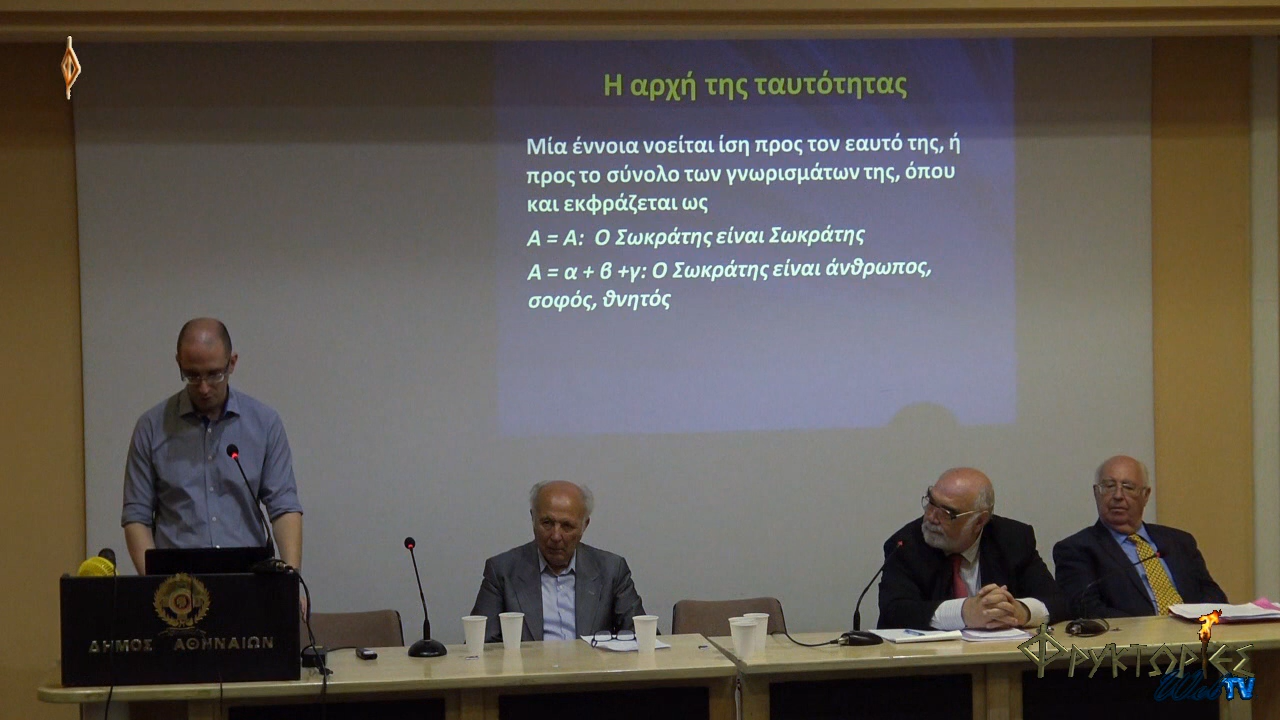 Η αρχή της ταυτότητας
Μία έννοια νοείται ίση προς τον εαυτό της, ή
προς το σύνολο των γνωρισμάτων της, όπου
και εκφράζεται ως
Α = Α: Ο Σωκράτης είναι Σωκράτης
Α = α + β +γ: Ο Σωκράτης είναι άνθρωπος,
σοφός, θνητός
ΔΗΜΟΣ ΑΘΗΝΑΙΩΝ
ΦΡΥΚΤΩΡΙΕΣ
WebTV